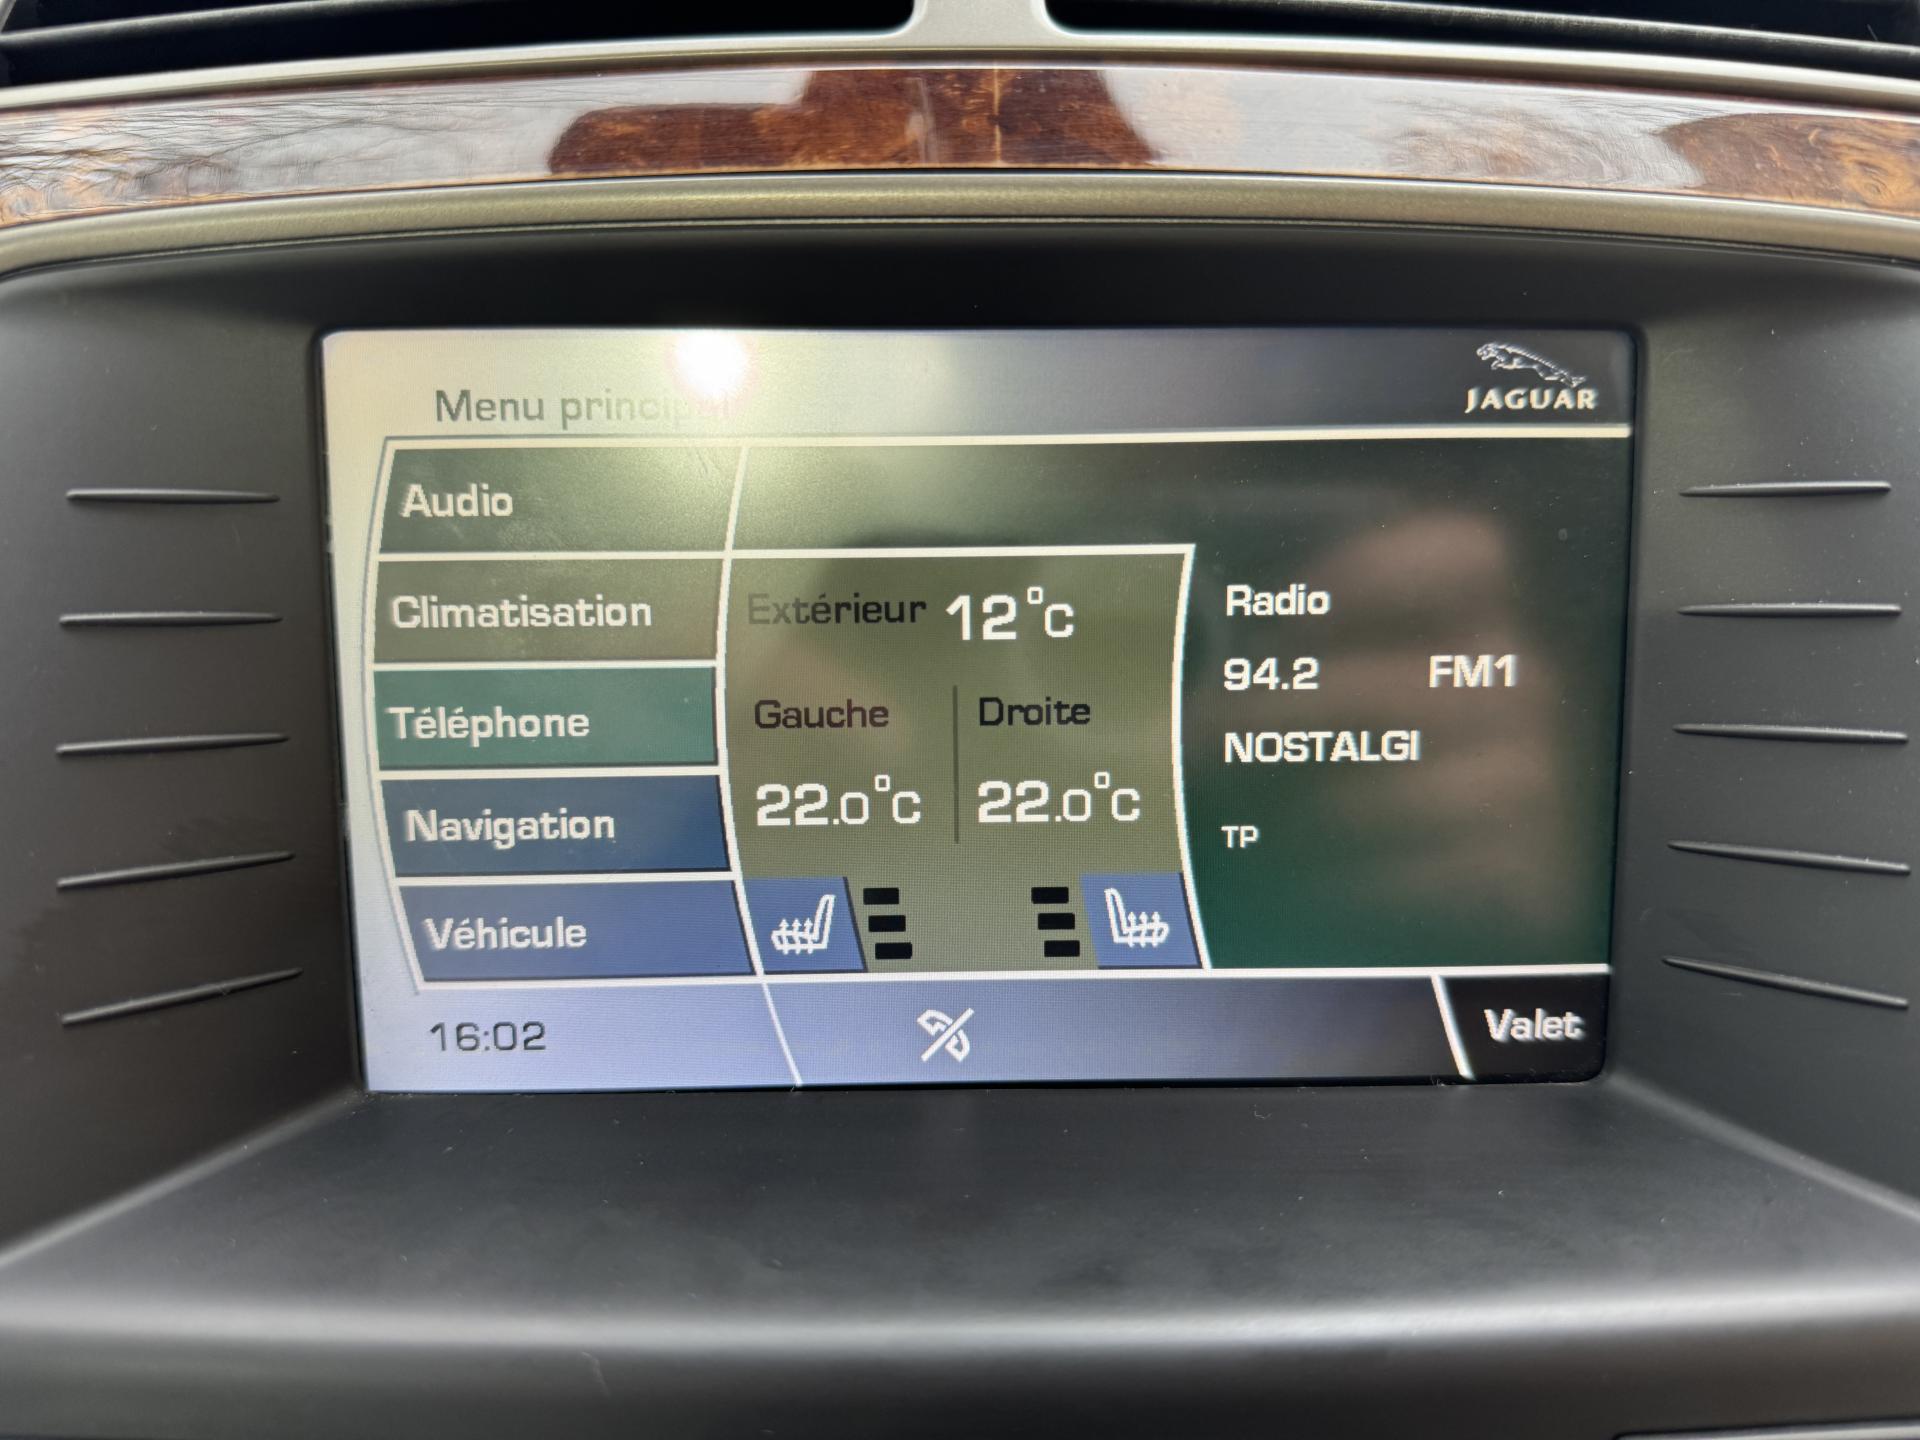 Menu principal
JAGUAR
Audio
Climatisation
Téléphone
Navigation
Véhicule
Extérieur 12°C
Gauche Droite
22.0°C 22.0°C
Radio
94.2 FM1
NOSTALGI
TP
16:02
Valet